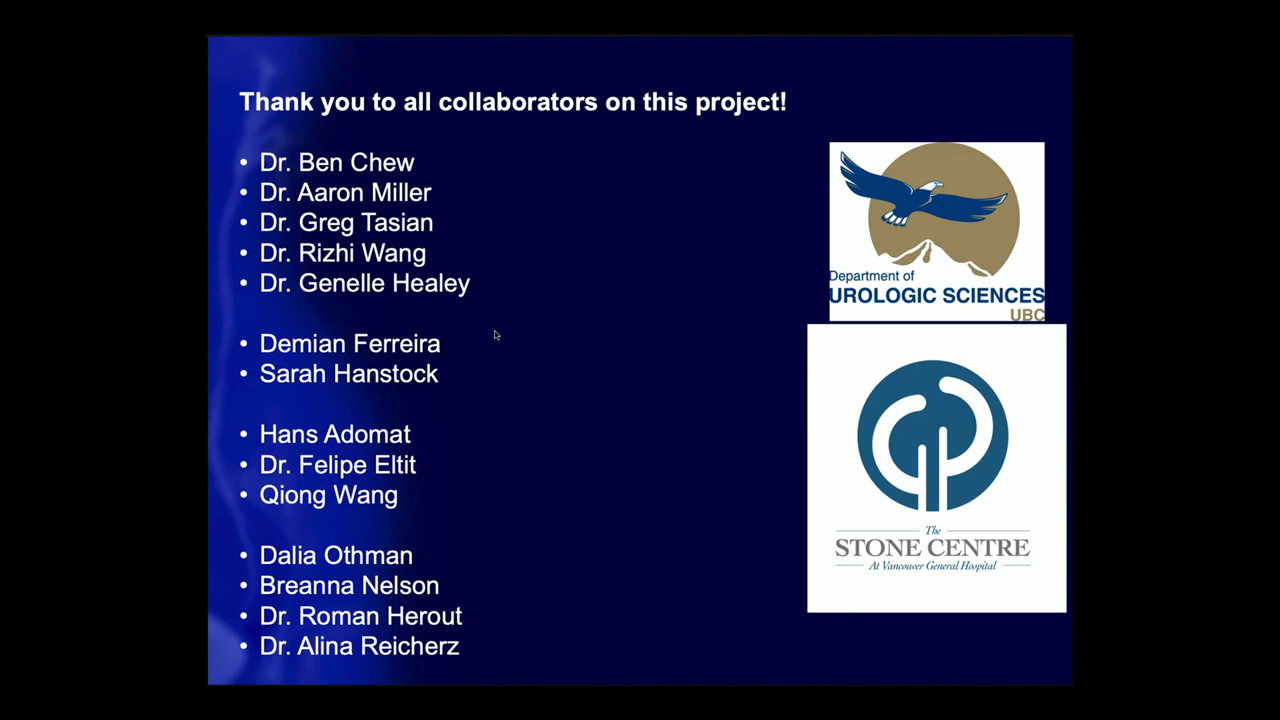 Thank you to all collaborators on this project!
• Dr. Ben Chew
• Dr. Aaron Miller
• Dr. Greg Tasian
• Dr. Rizhi Wang
• Dr. Genelle Healey
• Demian Ferreira
• Sarah Hanstock
• Hans Adomat
• Dr. Felipe Eltit
• Qiong Wang
• Dalia Othman
• Breanna Nelson
• Dr. Roman Herout
• Dr. Alina Reicherz
Department of
UROLOGIC SCIENCES
UBC
The
STONE CENTRE
At Vancouver General Hospital